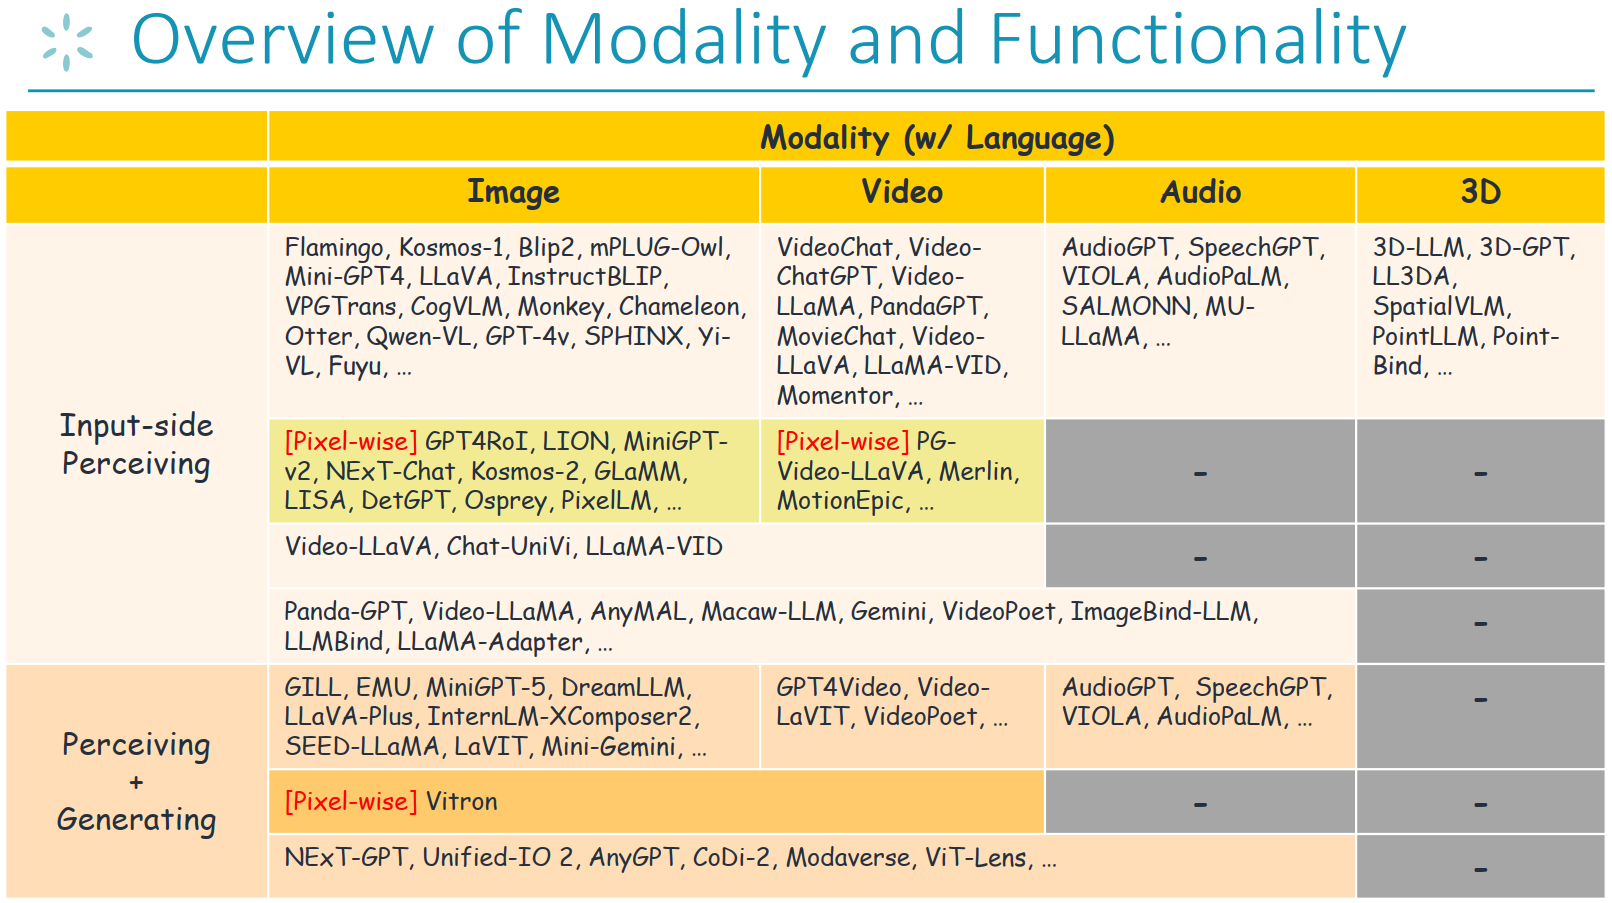 Overview of Modality and Functionality
Modality (w/ Language)
Image
Video
Audio
3D
Input-side
Perceiving
Flamingo, Kosmos-1, Blip2, mPLUG-Owl,
Mini-GPT4, LLaVA, InstructBLIP,
VPGTrans, CogVLM, Monkey, Chameleon,
Otter, Qwen-VL, GPT-4v, SPHINX, Yi-
VL, Fuyu, …
VideoChat, Video-
ChatGPT, Video-
LLaMA, PandaGPT,
MovieChat, Video-
LLaVA, LLaMA-VID,
Momentor, …
AudioGPT, SpeechGPT,
VIOLA, AudioPaLM,
SALMONN, MU-
LLaMA, …
3D-LLM, 3D-GPT,
LL3DA,
SpatialVLM,
PointLLM, Point-
Bind, …
[Pixel-wise] GPT4RoI, LION, MiniGPT-
v2, NExT-Chat, Kosmos-2, GLaMM,
LISA, DetGPT, Osprey, PixelLM, …
[Pixel-wise] PG-
Video-LLaVA, Merlin,
MotionEpic, …
-
-
Video-LLaVA, Chat-UniVi, LLaMA-VID
-
-
Panda-GPT, Video-LLaMA, AnyMAL, Macaw-LLM, Gemini, VideoPoet, ImageBind-LLM,
LLMBind, LLaMA-Adapter, …
-
Perceiving
+
Generating
GILL, EMU, MiniGPT-5, DreamLLM,
LLaVA-Plus, InternLM-XComposer2,
SEED-LLaMA, LaVIT, Mini-Gemini, …
GPT4Video, Video-
LaVIT, VideoPoet, …
AudioGPT, SpeechGPT,
VIOLA, AudioPaLM, …
-
[Pixel-wise] Vitron
-
-
NExT-GPT, Unified-IO 2, AnyGPT, CoDi-2, Modaverse, ViT-Lens, …
-